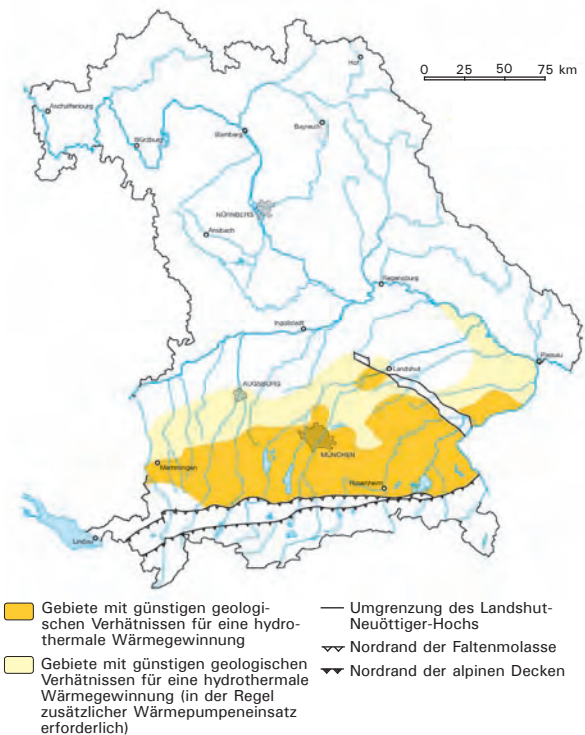 Hof
0 25 50 75 km
Aschaffenburg
Würzburg
Bamberg
Bayreuth
NÜRNBERG
Ansbach
Regensburg
Ingolstadt
Passau
Landshut
AUGSBURG
MÜNCHEN
Memmingen
Rosenheim
Lindau
Gebiete mit günstigen geologi-
schen Verhätnissen für eine hydro-
thermale Wärmegewinnung
Gebiete mit günstigen geologischen
Verhätnissen für eine hydrothermale
Wärmegewinnung (in der Regel
zusätzlicher Wärmepumpeneinsatz
erforderlich)
Umgrenzung des Landshut-
Neuöttiger-Hochs
Nordrand der Faltenmolasse
Nordrand der alpinen Decken